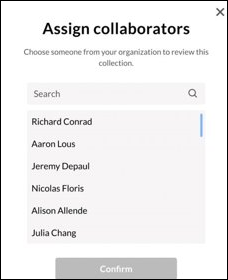 Assign collaborators
Choose someone from your organization to review this
collection.
Search
Richard Conrad
Aaron Lous
Jeremy Depaul
Nicolas Floris
Alison Allende
Julia Chang
Confirm